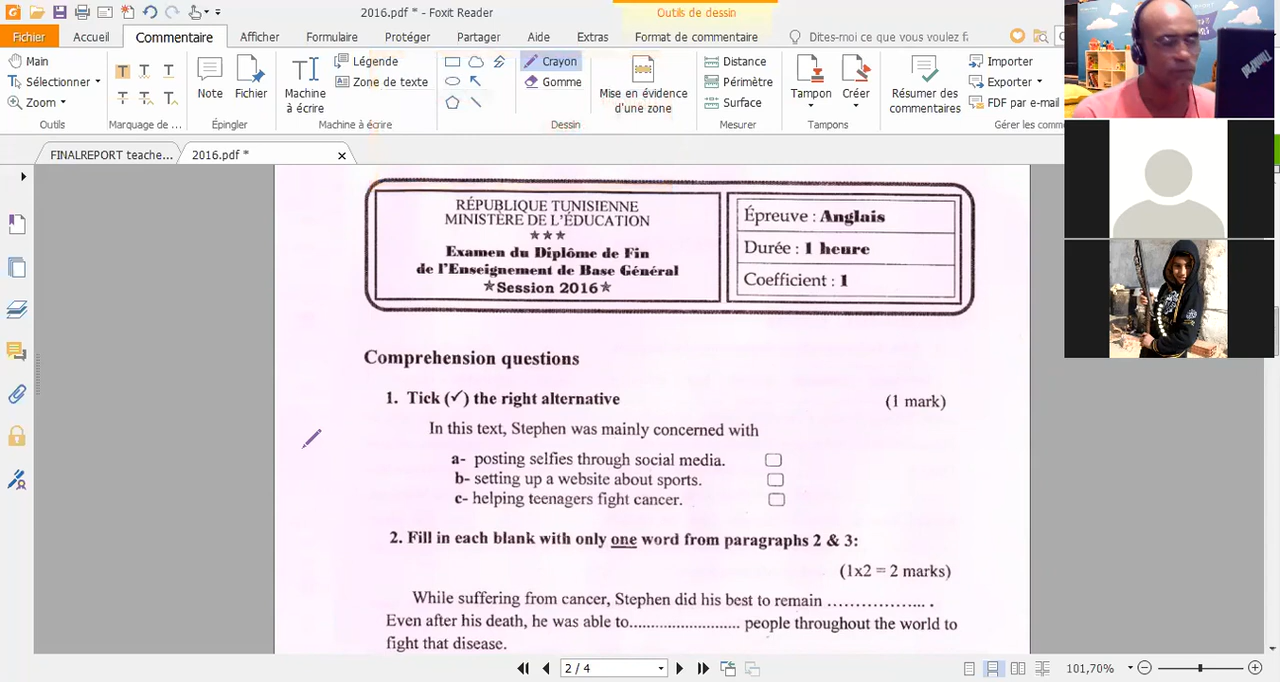 2016.pdf * - Foxit Reader
Outils de dessin
Fichier
Accueil
Commentaire
Afficher
Formulaire
Protéger
Partager
Aide
Extras
Format de commentaire
Dites-moi ce que vous voulez f
Main
Sélectionner
Zoom
Outils
T T T
T T T
Marquage de ...
Note
Fichier
Épingler
Machine
à écrire
Légende
Zone de texte
Machine à écrire
Crayon
Gomme
Dessin
Mise en évidence
d'une zone
Distance
Périmètre
Surface
Mesurer
Tampon
Créer
Tampons
Résumer des
commentaires
Importer
Exporter
FDF par e-mail
Gérer les comm
ThinkPad
FINALREPORT teache...
2016.pdf *
RÉPUBLIQUE TUNISIENNE
MINISTÈRE DE L'ÉDUCATION
★★★
Examen du Diplôme de Fin
de l'Enseignement de Base Général
★Session 2016★
Épreuve : Anglais
Durée : 1 heure
Coefficient : 1
Comprehension questions
1. Tick (✓) the right alternative (1 mark)
In this text, Stephen was mainly concerned with
a- posting selfies through social media.
b- setting up a website about sports.
c- helping teenagers fight cancer.
2. Fill in each blank with only one word from paragraphs 2 & 3:
(1x2 = 2 marks)
While suffering from cancer, Stephen did his best to remain ………………... .
Even after his death, he was able to........................ people throughout the world to
fight that disease.
2 / 4
101,70%